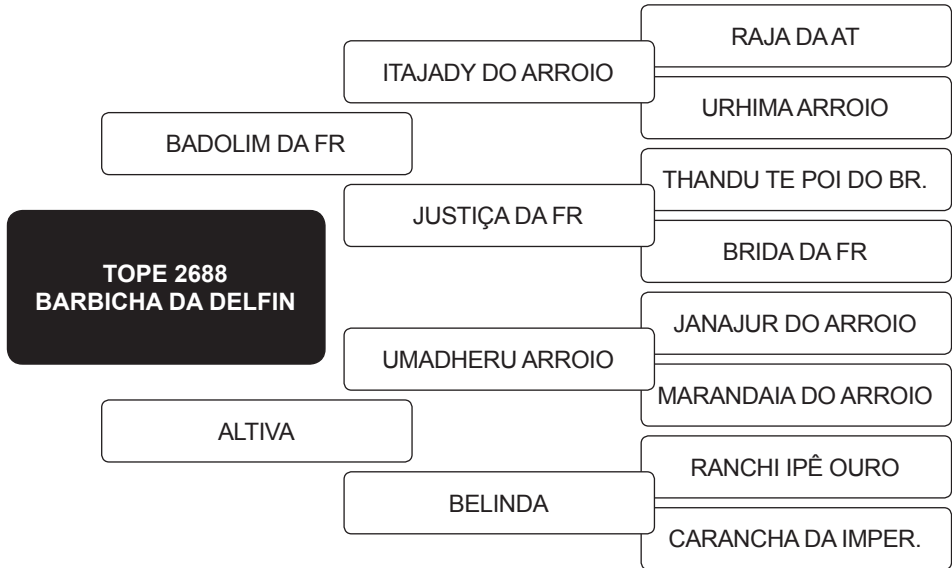 RAJA DA AT
ITAJADY DO ARROIO
URHIMA ARROIO
BADOLIM DA FR
THANDU TE POI DO BR.
JUSTIÇA DA FR
BRIDA DA FR
TOPE 2688
BARBICHA DA DELFIN
JANAJUR DO ARROIO
UMADHERU ARROIO
MARANDAIA DO ARROIO
ALTIVA
RANCHI IPÊ OURO
BELINDA
CARANCHA DA IMPER.